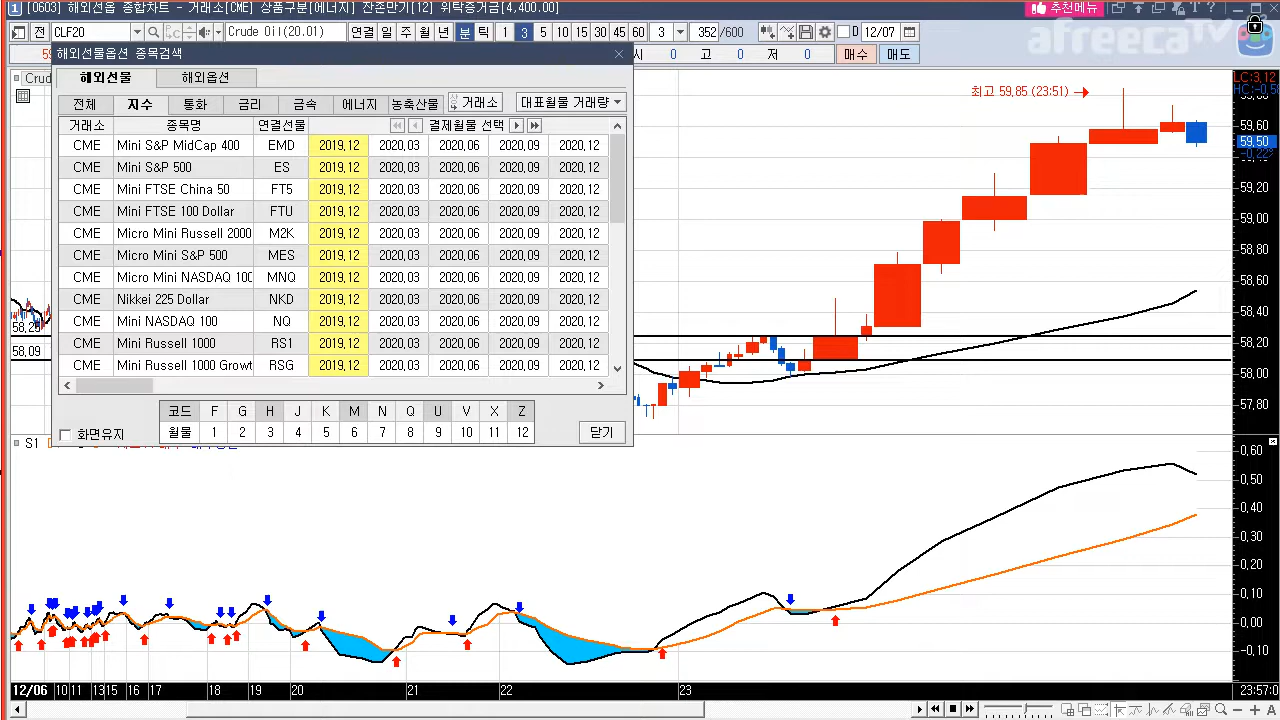 [0603] 해외선옵 종합차트 - 거래소[CME] 상품구분[에너지] 잔존만기[12] 위탁증거금[4,400.00]
추천메뉴
전 CLF20 Crude Oil(20.01) 연결 일 주 월 년 분 틱 1 3 5 10 15 30 45 60 3 352 /600 D 12/07
afreecaTV
시 0 고 0 저 0 매수 매도
해외선물옵션 종목검색
해외선물 해외옵션
전체 지수 통화 금리 금속 에너지 농축산물 거래소 대표월물 거래량
거래소 종목명 연결선물 결제월물 선택
CME Mini S&P MidCap 400 EMD 2019.12 2020.03 2020.06 2020.09 2020.12
CME Mini S&P 500 ES 2019.12 2020.03 2020.06 2020.09 2020.12
CME Mini FTSE China 50 FT5 2019.12 2020.03 2020.06 2020.09 2020.12
CME Mini FTSE 100 Dollar FTU 2019.12 2020.03 2020.06 2020.09 2020.12
CME Micro Mini Russell 2000 M2K 2019.12 2020.03 2020.06 2020.09 2020.12
CME Micro Mini S&P 500 MES 2019.12 2020.03 2020.06 2020.09 2020.12
CME Micro Mini NASDAQ 100 MNQ 2019.12 2020.03 2020.06 2020.09 2020.12
CME Nikkei 225 Dollar NKD 2019.12 2020.03 2020.06 2020.09 2020.12
CME Mini NASDAQ 100 NQ 2019.12 2020.03 2020.06 2020.09 2020.12
CME Mini Russell 1000 RS1 2019.12 2020.03 2020.06 2020.09 2020.12
CME Mini Russell 1000 Growt RSG 2019.12 2020.03 2020.06 2020.09 2020.12
코드 F G H J K M N Q U V X Z
월물 1 2 3 4 5 6 7 8 9 10 11 12
화면유지 닫기
Crud
58.09
최고 59.85 (23:51)
LC:3.12
59.60
59.50
59.20
59.00
58.80
58.60
58.40
58.20
58.00
57.80
S1
0.60
0.50
0.40
0.30
0.20
0.10
0.00
-0.10
12/06 10 11 13 15 16 17 18 19 20 21 22 23 23:57:0